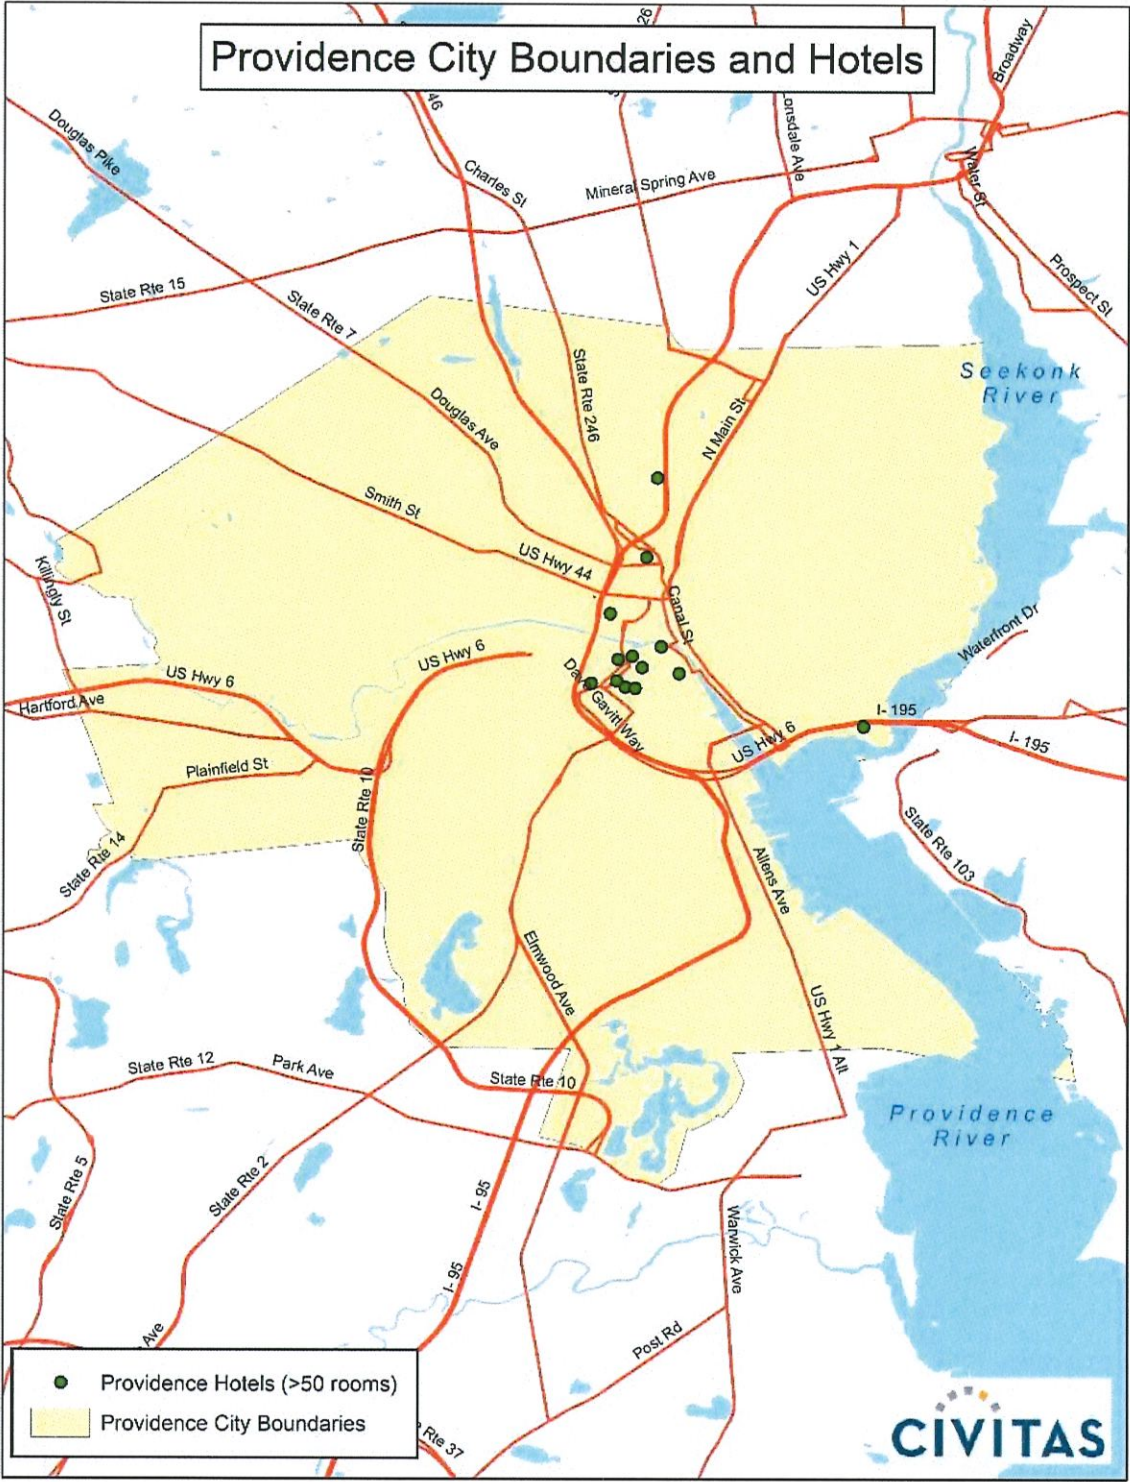 Providence City Boundaries and Hotels
26
Broadway
46
Lonsdale Ave
Douglas Pike
Charles St
Mineral Spring Ave
Water St
US Hwy 1
Prospect St
State Rte 15
State Rte 7
State Rte 246
Seekonk
River
Douglas Ave
N Main St
Smith St
US Hwy 44
Killingly St
Canal St
Waterfront Dr
US Hwy 6
US Hwy 6
Hartford Ave
Dave Gavitt Way
I- 195
US Hwy 6
I- 195
Plainfield St
State Rte 10
State Rte 14
State Rte 103
Allens Ave
Elmwood Ave
US Hwy 1 Alt
State Rte 12
Park Ave
State Rte 10
Providence
River
State Rte 5
State Rte 2
I- 95
Warwick Ave
I- 95
Post Rd
Ave
Providence Hotels (>50 rooms)
Providence City Boundaries
Rte 37
CIVITAS